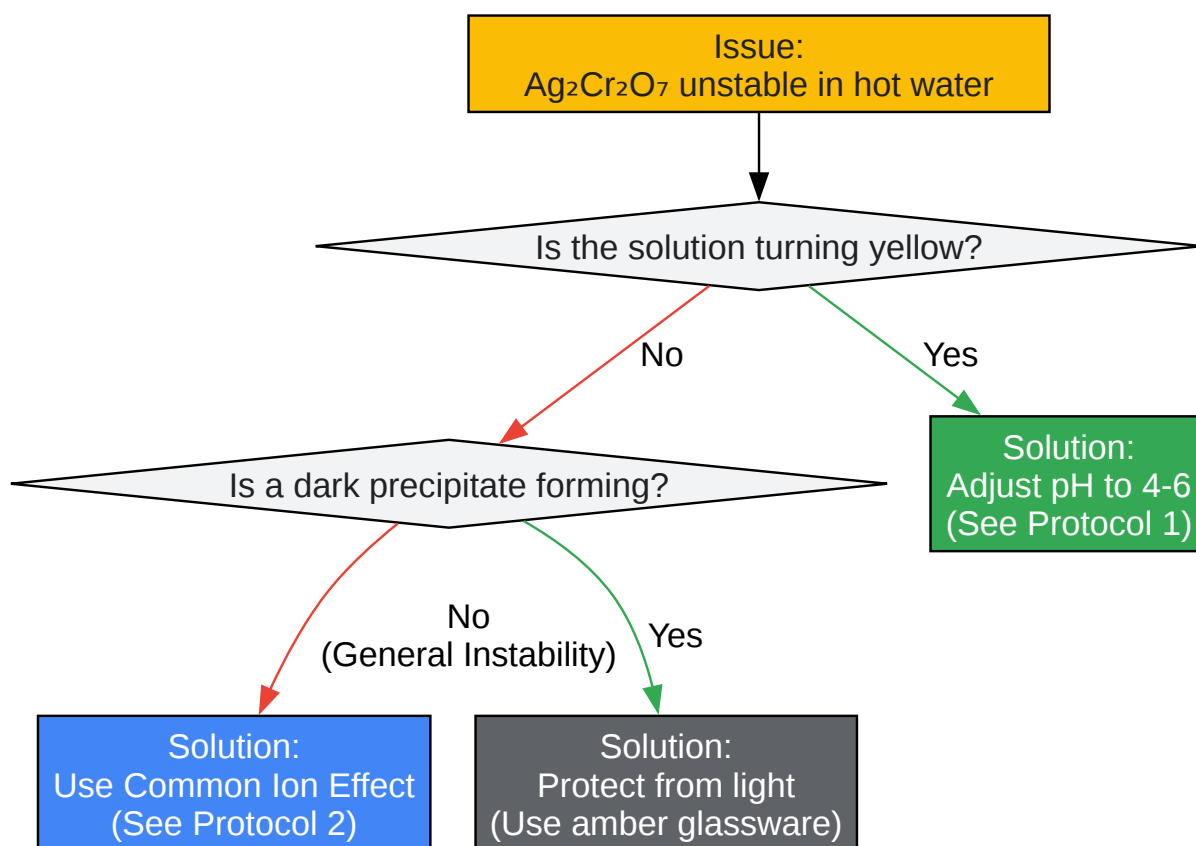 Issue:
Ag₂Cr₂O₇ unstable in hot water
Is the solution turning yellow?
No
Yes
Solution:
Adjust pH to 4-6
(See Protocol 1)
Is a dark precipitate forming?
No
(General Instability)
Yes
Solution:
Use Common Ion Effect
(See Protocol 2)
Solution:
Protect from light
(Use amber glassware)